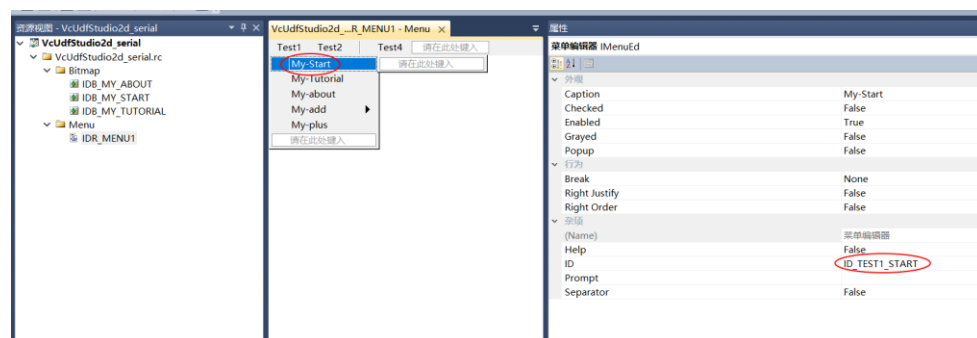 资源视图 - VcUdfStudio2d_serial
VcUdfStudio2d_serial
VcUdfStudio2d_serial.rc
Bitmap
IDB_MY_ABOUT
IDB_MY_START
IDB_MY_TUTORIAL
Menu
IDR_MENU1
VcUdfStudio2d_...R_MENU1 - Menu
Test1 Test2 Test4 请在此处键入
My-Start 请在此处键入
My-Tutorial
My-about
My-add
My-plus
请在此处键入
属性
菜单编辑器 IMenuEd
外观
Caption My-Start
Checked False
Enabled True
Grayed False
Popup False
行为
Break None
Right Justify False
Right Order False
杂项
(Name) 菜单编辑器
Help False
ID ID_TEST1_START
Prompt
Separator False